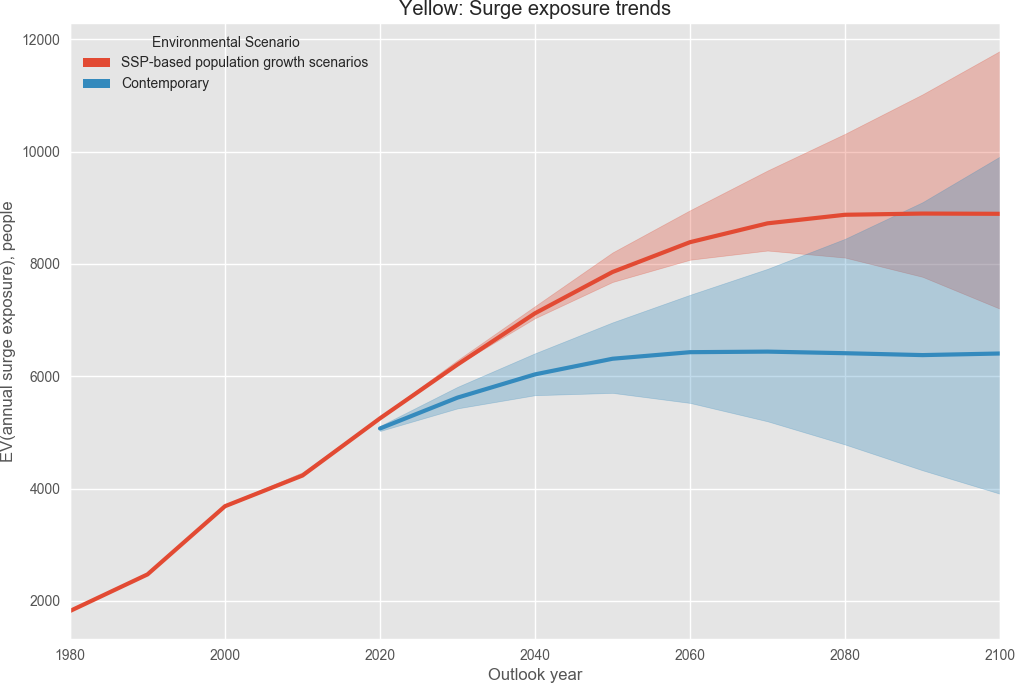 Yellow: Surge exposure trends
Environmental Scenario
SSP-based population growth scenarios
Contemporary
12000
10000
8000
6000
4000
2000
EV(annual surge exposure), people
1980 2000 2020 2040 2060 2080 2100
Outlook year